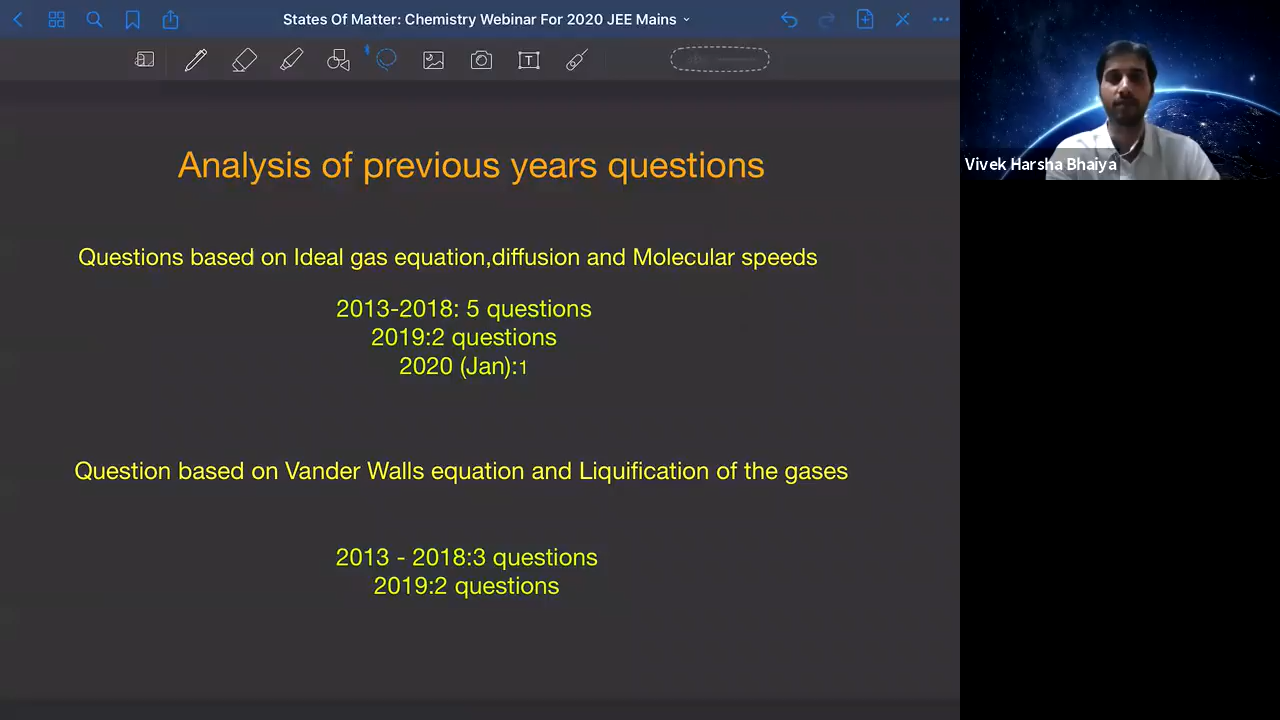 States Of Matter: Chemistry Webinar For 2020 JEE Mains
T
Analysis of previous years questions
Vivek Harsha Bhaiya
Questions based on Ideal gas equation,diffusion and Molecular speeds
2013-2018: 5 questions
2019:2 questions
2020 (Jan):1
Question based on Vander Walls equation and Liquification of the gases
2013 - 2018:3 questions
2019:2 questions